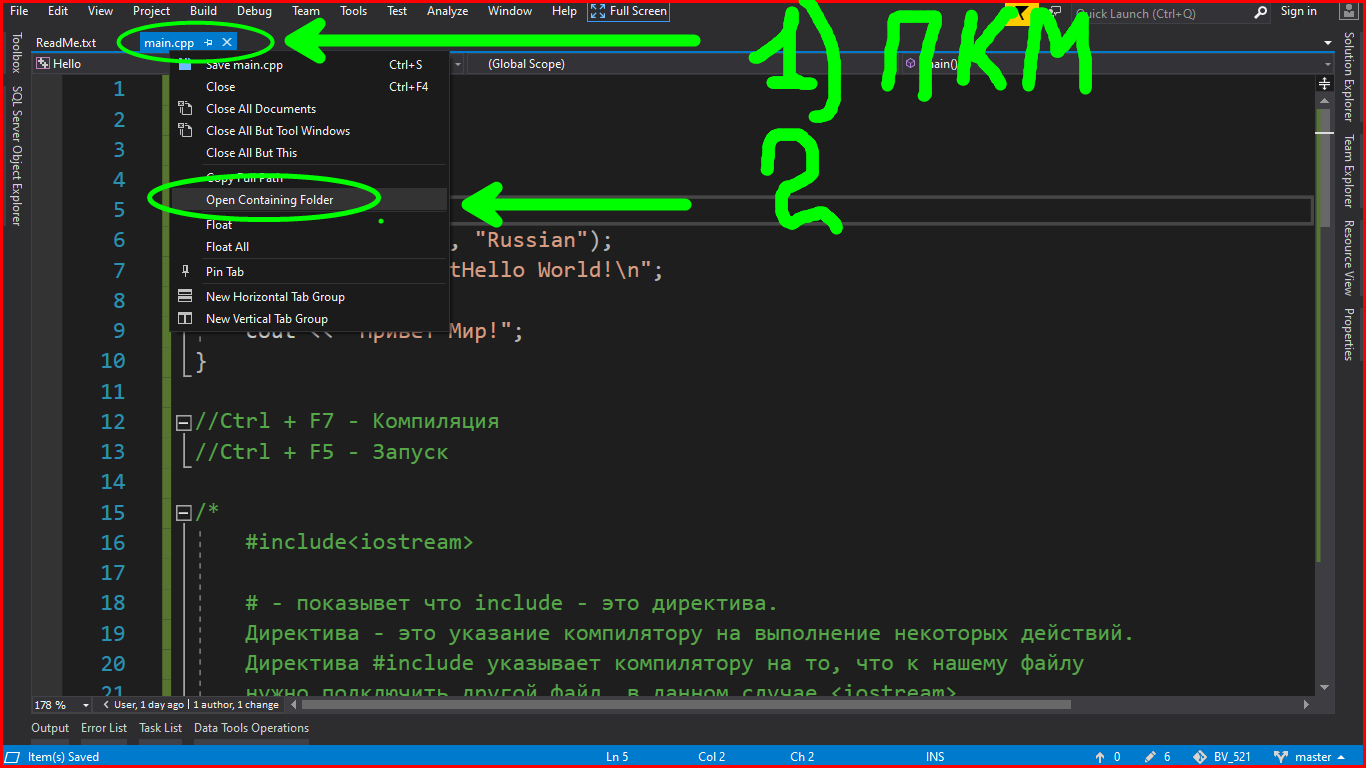 File Edit View Project Build Debug Team Tools Test Analyze Window Help Full Screen Quick Launch (Ctrl+Q) Sign in
1) ПКМ
ReadMe.txt main.cpp
Hello (Global Scope) main()
Save main.cpp Ctrl+S
Close Ctrl+F4
Close All Documents
Close All But Tool Windows
Close All But This
Copy Full Path
Open Containing Folder
Float
Float All
Pin Tab
New Horizontal Tab Group
New Vertical Tab Group
2
Toolbox
SQL Server Object Explorer
Solution Explorer
Team Explorer
Resource View
Properties
1
2
3
4
5
6 , "Russian");
7 tHello World!\n";
8
9 cout << "Привет Мир!";
10 }
11
12 //Ctrl + F7 - Компиляция
13 //Ctrl + F5 - Запуск
14
15 /*
16 #include<iostream>
17
18 # - показывет что include - это директива.
19 Директива - это указание компилятору на выполнение некоторых действий.
20 Директива #include указывает компилятору на то, что к нашему файлу
21 нужно подключить другой файл, в данном случае <iostream>
178 % User, 1 day ago | 1 author, 1 change
Output Error List Task List Data Tools Operations
Item(s) Saved Ln 5 Col 2 Ch 2 INS 0 6 BV_521 master